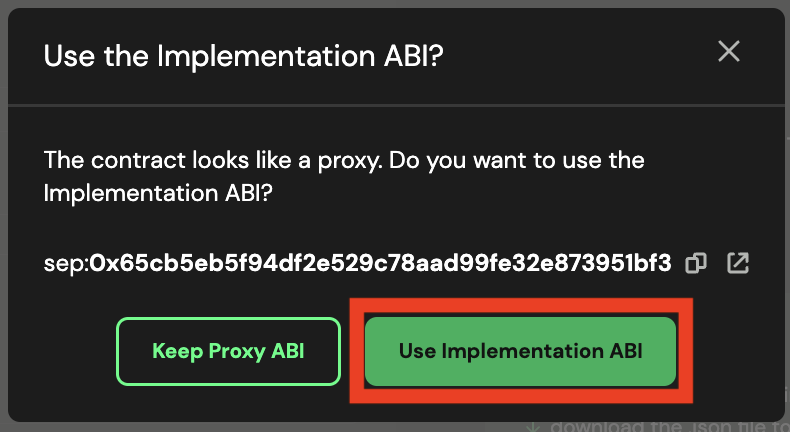 Use the Implementation ABI?
The contract looks like a proxy. Do you want to use the
Implementation ABI?
sep:0x65cb5eb5f94df2e529c78aad99fe32e873951bf3
Keep Proxy ABI
Use Implementation ABI
download the .json file fo